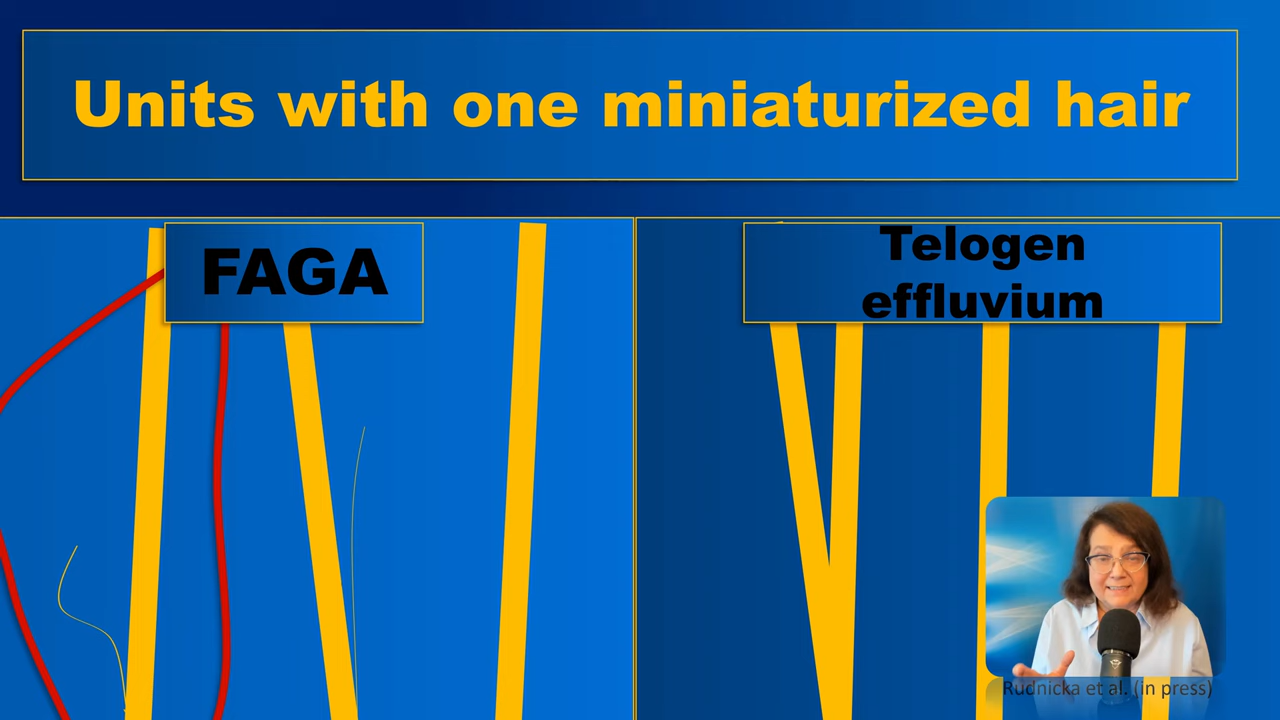 Units with one miniaturized hair
FAGA
Telogen
effluvium
Rudnicka et al. (in press)